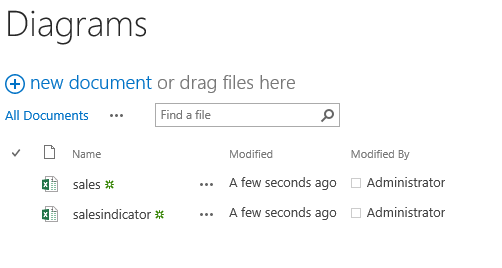 Diagrams
new document or drag files here
All Documents ••• Find a file
Name Modified Modified By
sales ••• A few seconds ago Administrator
salesindicator ••• A few seconds ago Administrator